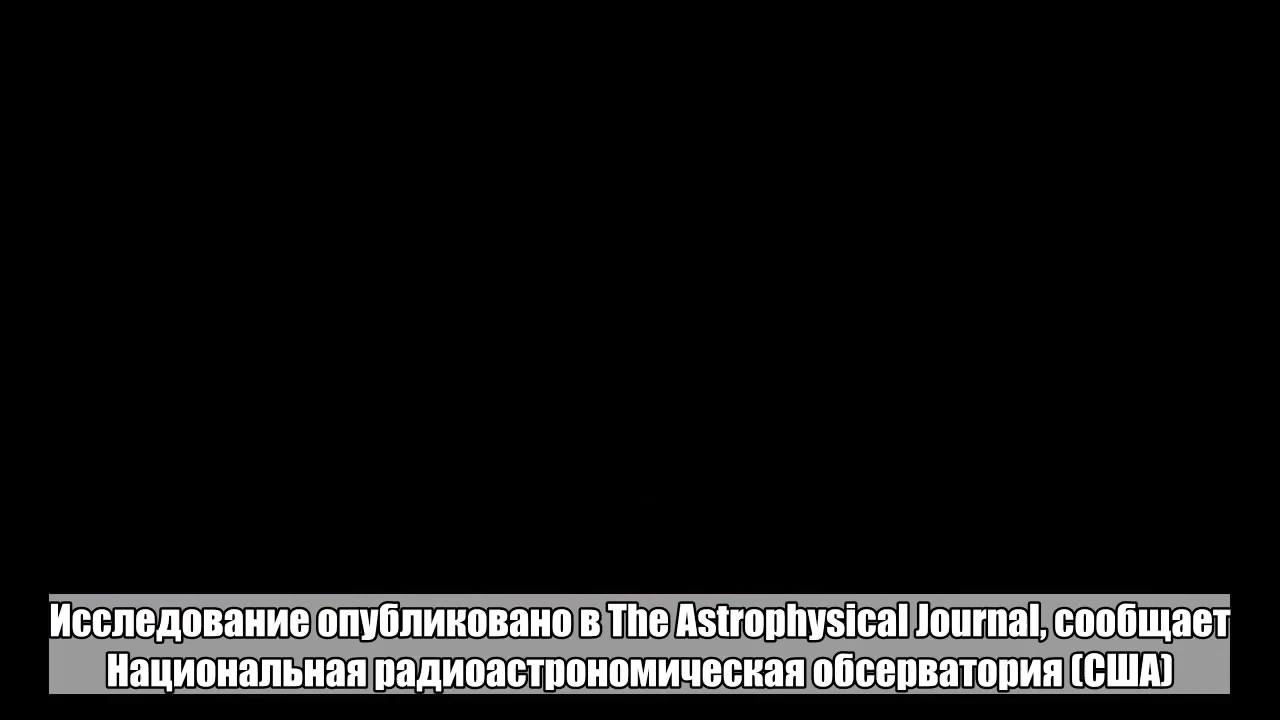 Исследование опубликовано в The Astrophysical Journal, сообщает
Национальная радиоастрономическая обсерватория (США)